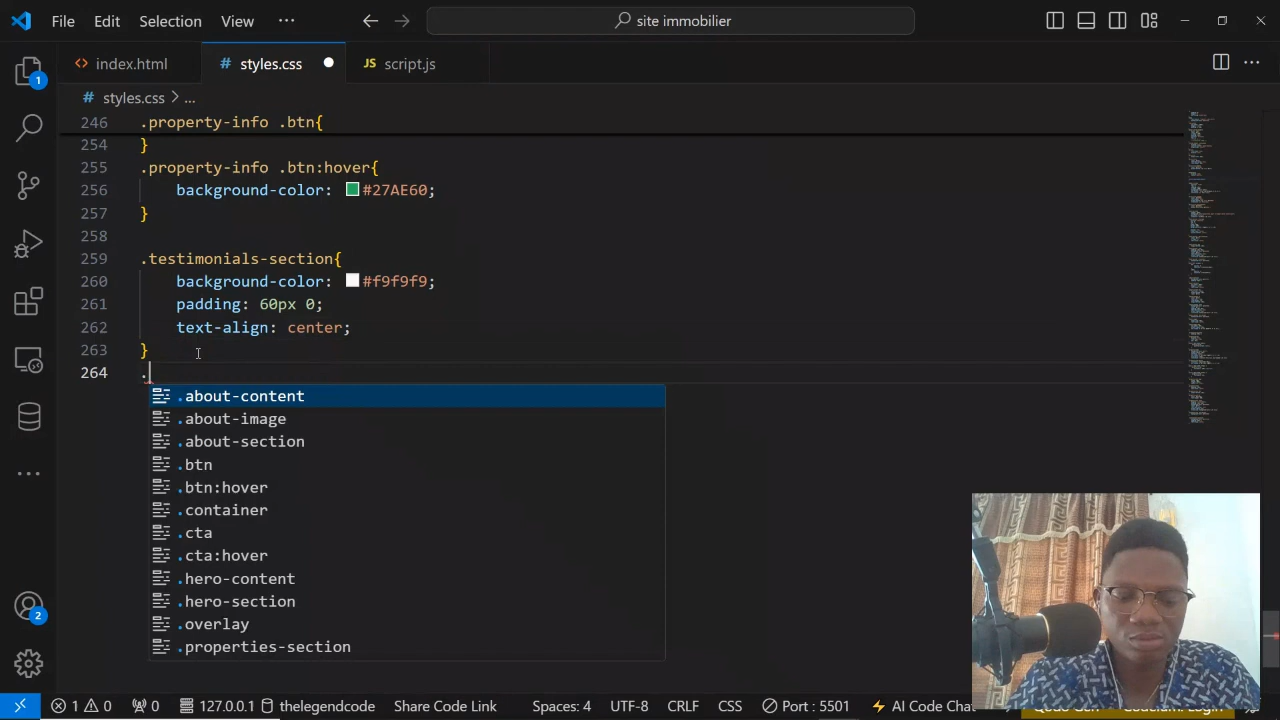 File Edit Selection View ··· site immobilier
index.html # styles.css JS script.js
# styles.css > ...
246 .property-info .btn{
254 }
255 .property-info .btn:hover{
256 background-color: #27AE60;
257 }
258
259 .testimonials-section{
260 background-color: #f9f9f9;
261 padding: 60px 0;
262 text-align: center;
263 }
264 .
.about-content
.about-image
.about-section
.btn
.btn:hover
.container
.cta
.cta:hover
.hero-content
.hero-section
.overlay
.properties-section
1
2
1 0 0 127.0.0.1 thelegendcode Share Code Link Spaces: 4 UTF-8 CRLF CSS Port : 5501 AI Code Cha